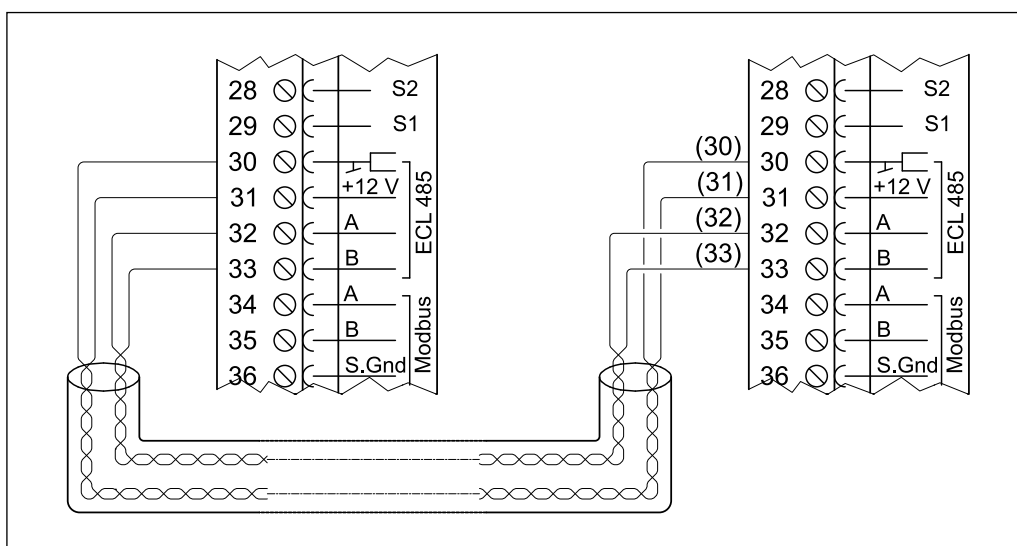 28 S2
29 S1
30
31 +12 V
32 A
33 B
ECL 485
34 A
35 B
36 S.Gnd
Modbus
28 S2
29 S1
(30) 30
(31) 31 +12 V
(32) 32 A
(33) 33 B
ECL 485
34 A
35 B
36 S.Gnd
Modbus